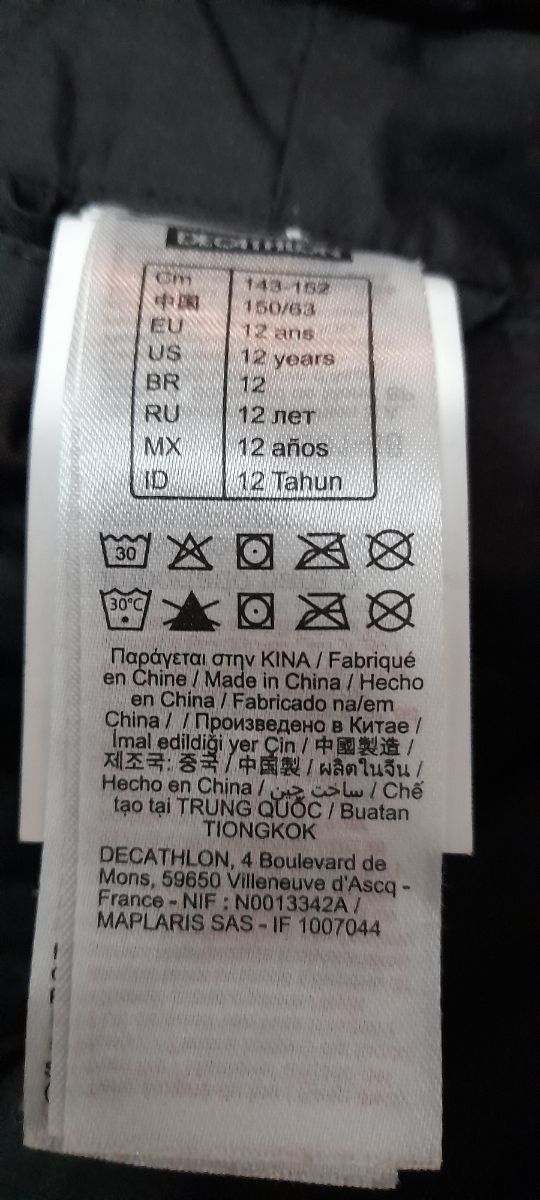 DECATHLON
Cm 143-152
中国 150/63
EU 12 ans
US 12 years
BR 12
RU 12 лет
MX 12 años
ID 12 Tahun
30
30°C
Παράγεται στην ΚΙΝΑ / Fabriqué
en Chine / Made in China / Hecho
en China / Fabricado na/em
China / / Произведено в Китае /
İmal edildiği yer Çin / 中國製造 /
제조국: 중국 / 中国製 / ผลิตในจีน /
Hecho en China / ساخت چین / Chế
tạo tại TRUNG QUỐC / Buatan
TIONGKOK
DECATHLON, 4 Boulevard de
Mons, 59650 Villeneuve d'Ascq -
France - NIF : N0013342A /
MAPLARIS SAS - IF 1007044